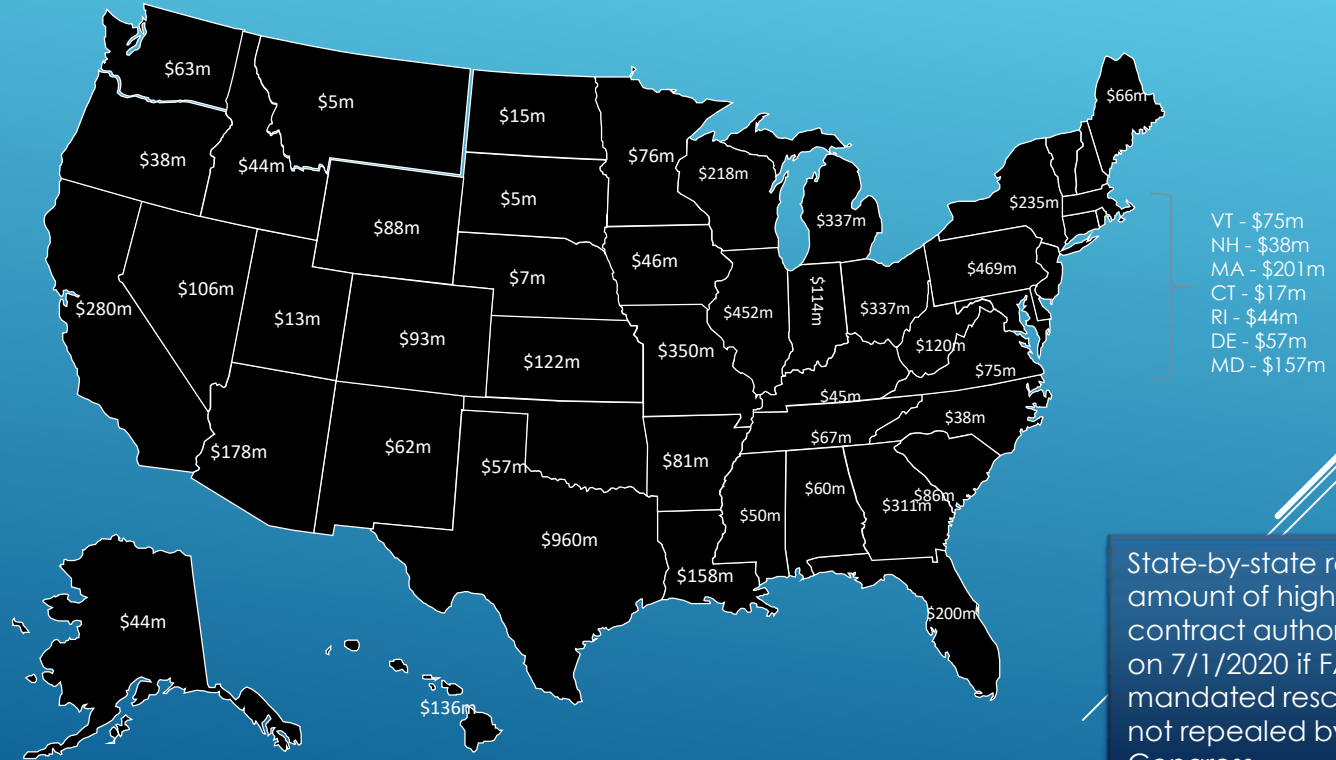 $63m
$5m
$15m
$76m
$66m
$38m
$44m
$218m
$5m
$88m
$337m
$235m
VT - $75m
NH - $38m
MA - $201m
CT - $17m
RI - $44m
DE - $57m
MD - $157m
$46m
$469m
$7m
$106m
$280m
$13m
$114m
$337m
$452m
$93m
$350m
$120m
$122m
$75m
$45m
$38m
$67m
$178m
$62m
$57m
$81m
$60m
$86m
$311m
$50m
$960m
$158m
$200m
$44m
$136m
State-by-state
amount of high
contract
on 7/1/2020 if
mandated
not repealed by